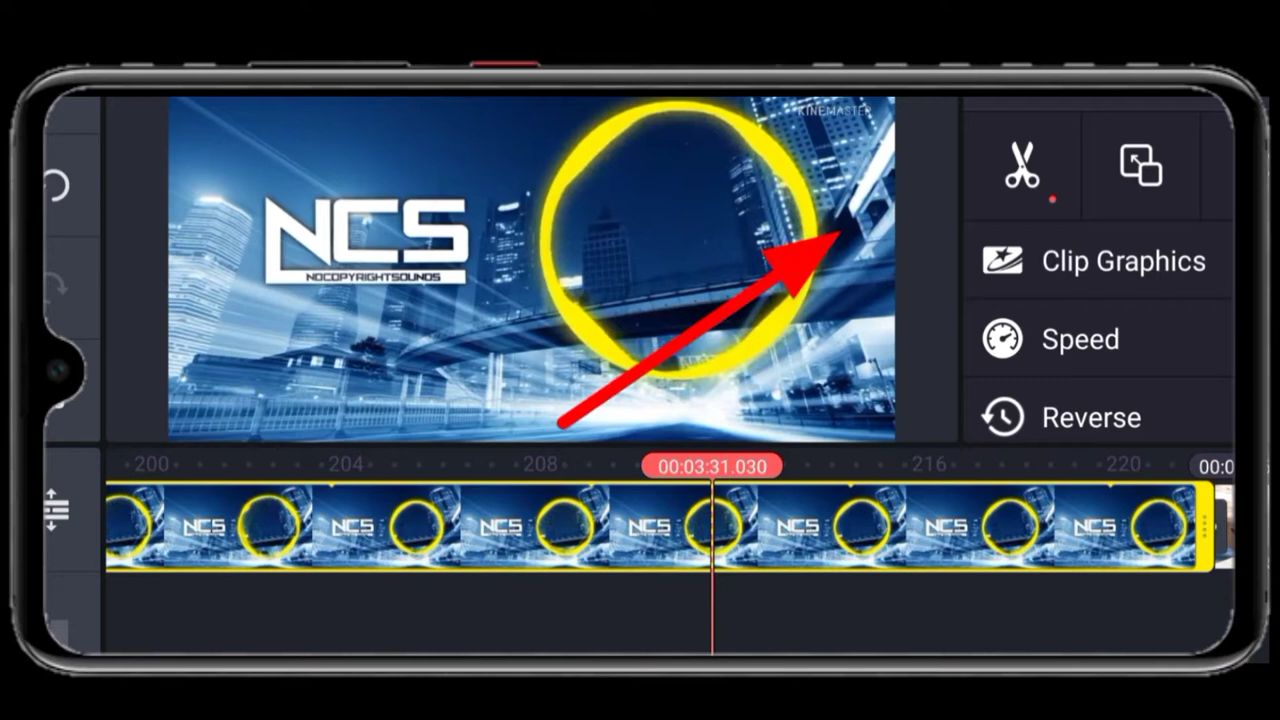 KINEMASTER
NCS
NOCOPYRIGHTSOUNDS
Clip Graphics
Speed
Reverse
200 204 208 00:03:31.030 216 220 00:0
NCS NCS NCS NCS NCS NCS NCS